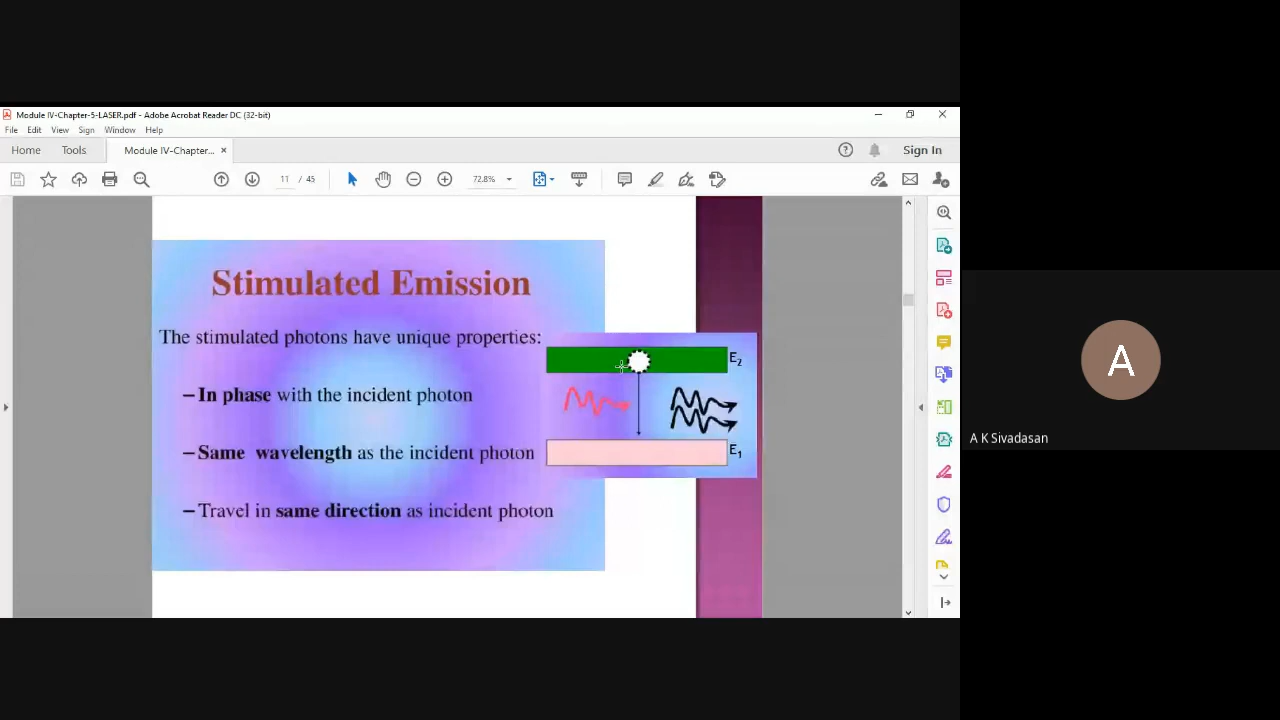 Module IV-Chapter-5-LASER.pdf - Adobe Acrobat Reader DC (32-bit)
File Edit View Sign Window Help
Home Tools Module IV-Chapter... × Sign In
11 / 45 72.8%
Stimulated Emission
The stimulated photons have unique properties:
– In phase with the incident photon
– Same wavelength as the incident photon
– Travel in same direction as incident photon
E2
E1
A
A K Sivadasan